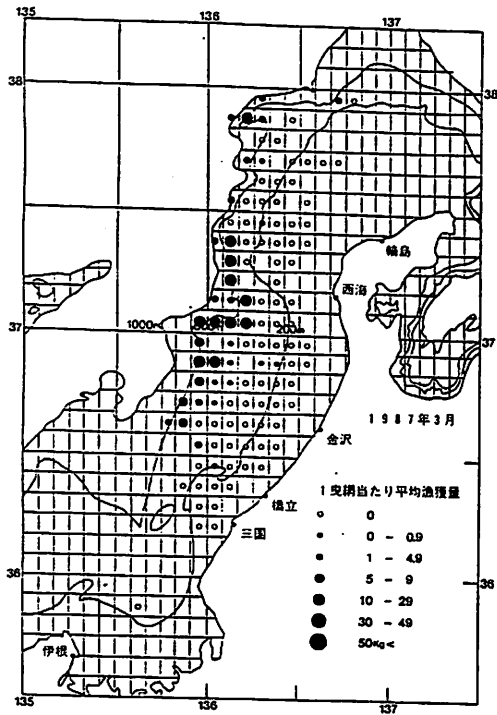 135
136
137
38
38
輪島
西海
37
1000
200
37
1987年3月
金沢
1曳網当たり平均漁獲量
橋立
0
三国
0 - 0.9
1 - 4.9
36
5 - 9
36
10 - 29
30 - 49
伊根
50Kg<
135
136
137